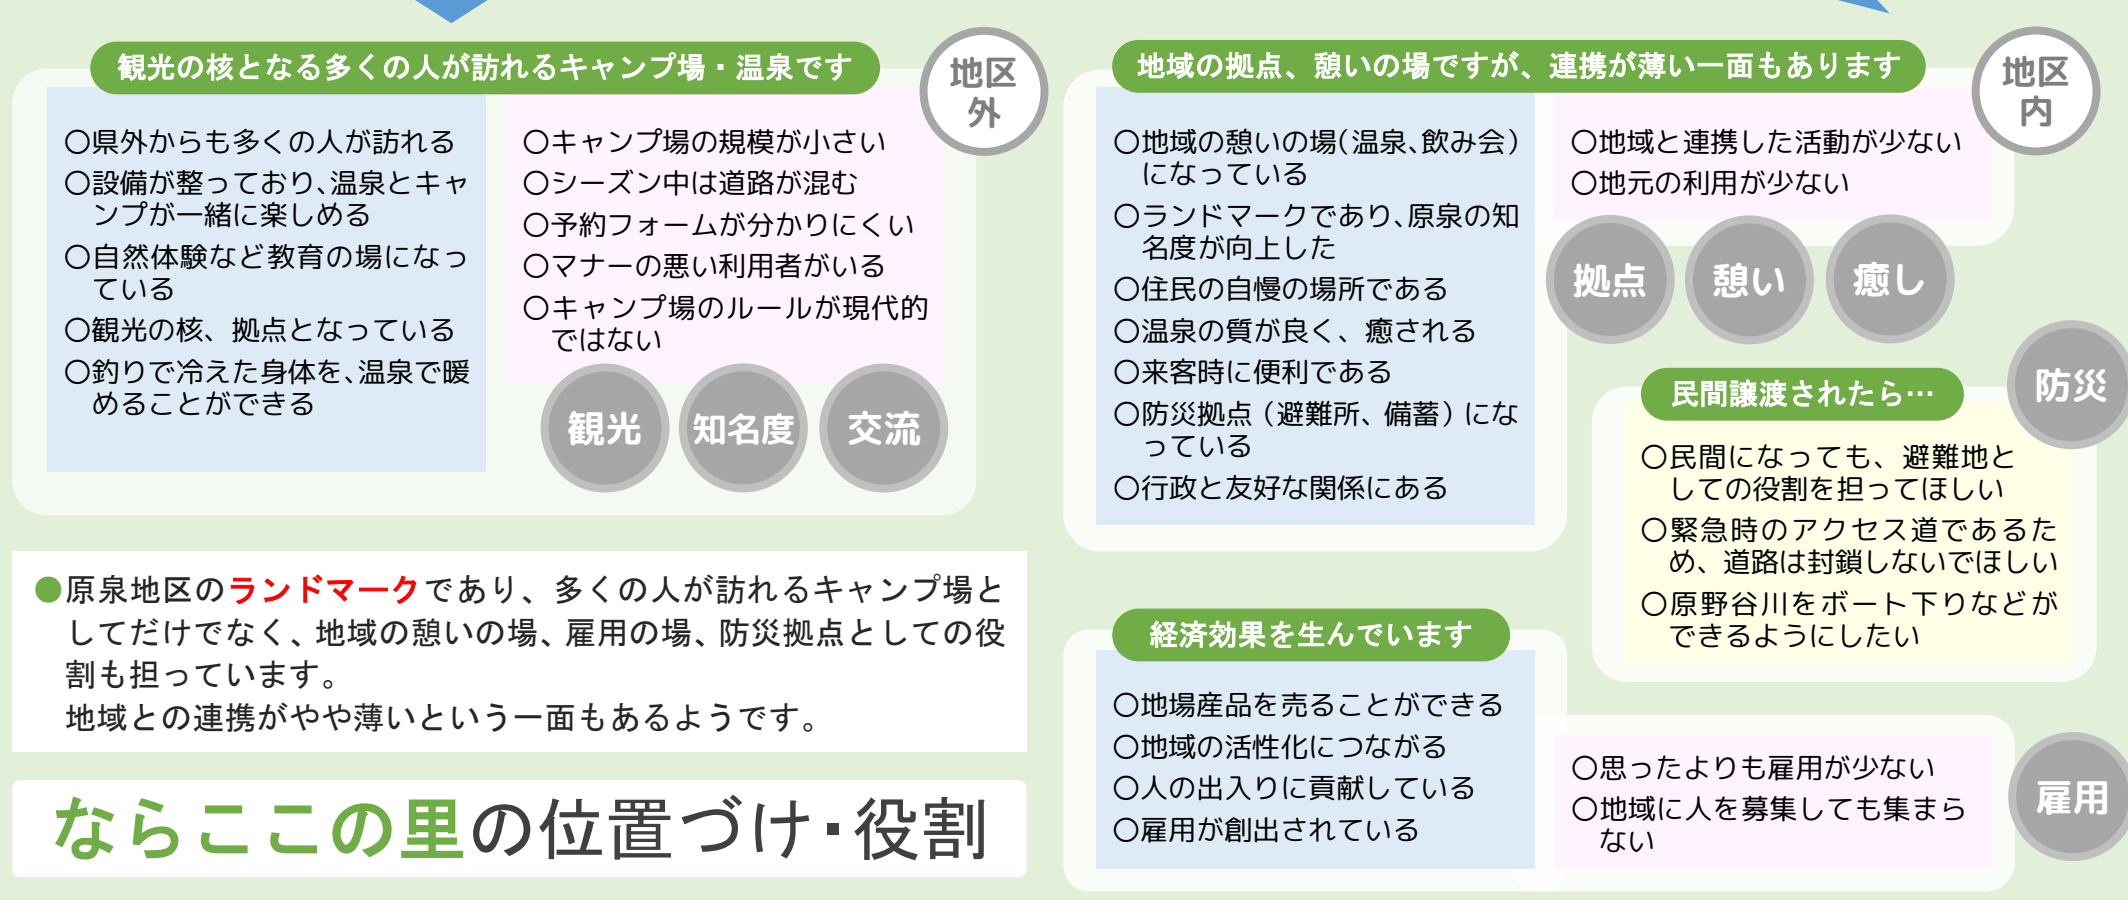 観光の核となる多くの人が訪れるキャンプ場・温泉です
地区
外
〇県外からも多くの人が訪れる
〇設備が整っており、温泉とキャ
ンプが一緒に楽しめる
〇自然体験など教育の場になっ
ている
〇観光の核、拠点となっている
〇釣りで冷えた身体を、温泉で暖
めることができる
〇キャンプ場の規模が小さい
〇シーズン中は道路が混む
〇予約フォームが分かりにくい
〇マナーの悪い利用者がいる
〇キャンプ場のルールが現代的
ではない
観光
知名度
交流
●原泉地区のランドマークであり、多くの人が訪れるキャンプ場と
してだけでなく、地域の憩いの場、雇用の場、防災拠点としての役
割も担っています。
地域との連携がやや薄いという一面もあるようです。
ならここの里の位置づけ・役割
地域の拠点、憩いの場ですが、連携が薄い一面もあります
地区
内
〇地域の憩いの場（温泉、飲み会）
になっている
〇ランドマークであり、原泉の知
名度が向上した
〇住民の自慢の場所である
〇温泉の質が良く、癒される
〇来客時に便利である
〇防災拠点（避難所、備蓄）にな
っている
〇行政と友好な関係にある
〇地域と連携した活動が少ない
〇地元の利用が少ない
拠点
憩い
癒し
防災
民間譲渡されたら…
〇民間になっても、避難地と
しての役割を担ってほしい
〇緊急時のアクセス道であるた
め、道路は封鎖しないでほしい
〇原野谷川をボート下りなどが
できるようにしたい
経済効果を生んでいます
〇地場産品を売ることができる
〇地域の活性化につながる
〇人の出入りに貢献している
〇雇用が創出されている
〇思ったよりも雇用が少ない
〇地域に人を募集しても集まら
ない
雇用